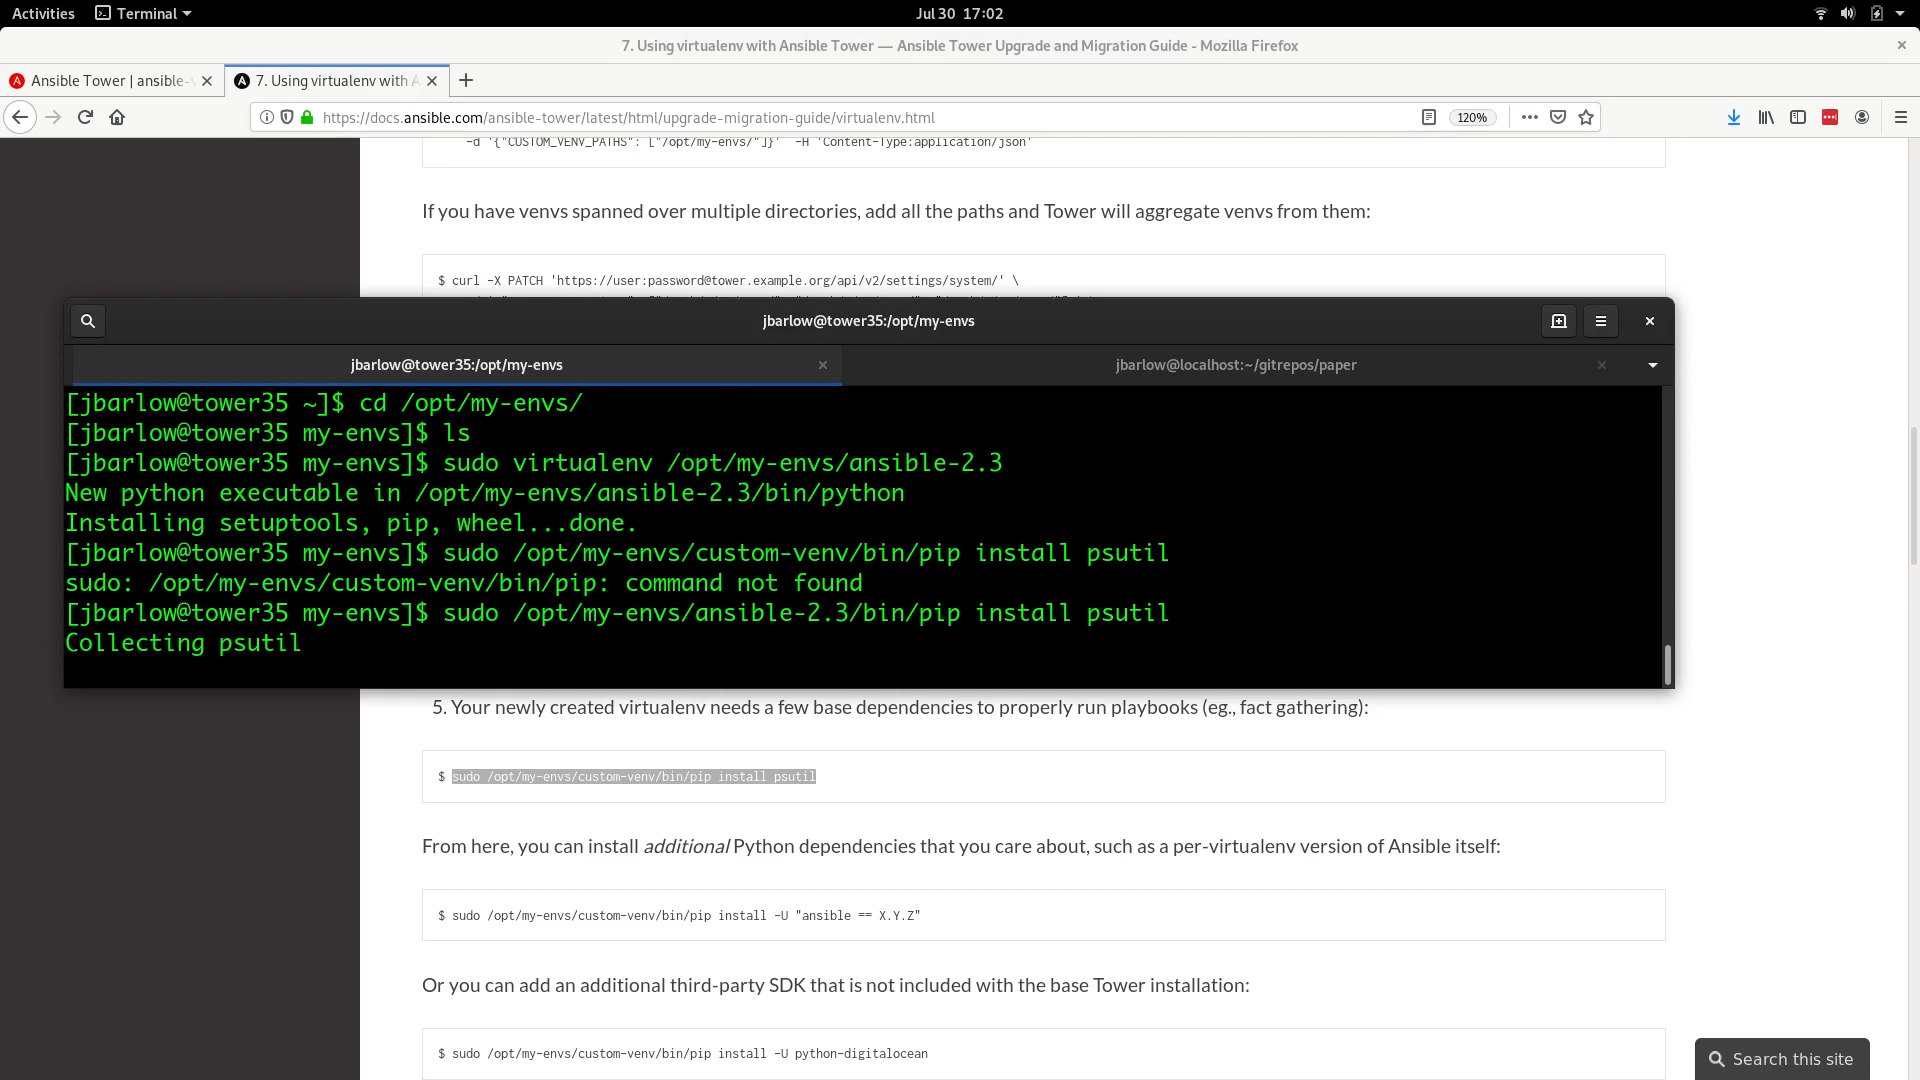 Activities Terminal Jul 30 17:02
7. Using virtualenv with Ansible Tower — Ansible Tower Upgrade and Migration Guide - Mozilla Firefox
Ansible Tower | ansible- 7. Using virtualenv with A
https://docs.ansible.com/ansible-tower/latest/html/upgrade-migration-guide/virtualenv.html 120%
-d '{"CUSTOM_VENV_PATHS": ["/opt/my-envs/"]}' -H 'Content-Type:application/json'
If you have venvs spanned over multiple directories, add all the paths and Tower will aggregate venvs from them:
$ curl -X PATCH 'https://user:password@tower.example.org/api/v2/settings/system/' \
jbarlow@tower35:/opt/my-envs
jbarlow@tower35:/opt/my-envs jbarlow@localhost:~/gitrepos/paper
[jbarlow@tower35 ~]$ cd /opt/my-envs/
[jbarlow@tower35 my-envs]$ ls
[jbarlow@tower35 my-envs]$ sudo virtualenv /opt/my-envs/ansible-2.3
New python executable in /opt/my-envs/ansible-2.3/bin/python
Installing setuptools, pip, wheel...done.
[jbarlow@tower35 my-envs]$ sudo /opt/my-envs/custom-venv/bin/pip install psutil
sudo: /opt/my-envs/custom-venv/bin/pip: command not found
[jbarlow@tower35 my-envs]$ sudo /opt/my-envs/ansible-2.3/bin/pip install psutil
Collecting psutil
5. Your newly created virtualenv needs a few base dependencies to properly run playbooks (eg., fact gathering):
$ sudo /opt/my-envs/custom-venv/bin/pip install psutil
From here, you can install additional Python dependencies that you care about, such as a per-virtualenv version of Ansible itself:
$ sudo /opt/my-envs/custom-venv/bin/pip install -U "ansible == X.Y.Z"
Or you can add an additional third-party SDK that is not included with the base Tower installation:
$ sudo /opt/my-envs/custom-venv/bin/pip install -U python-digitalocean
Search this site